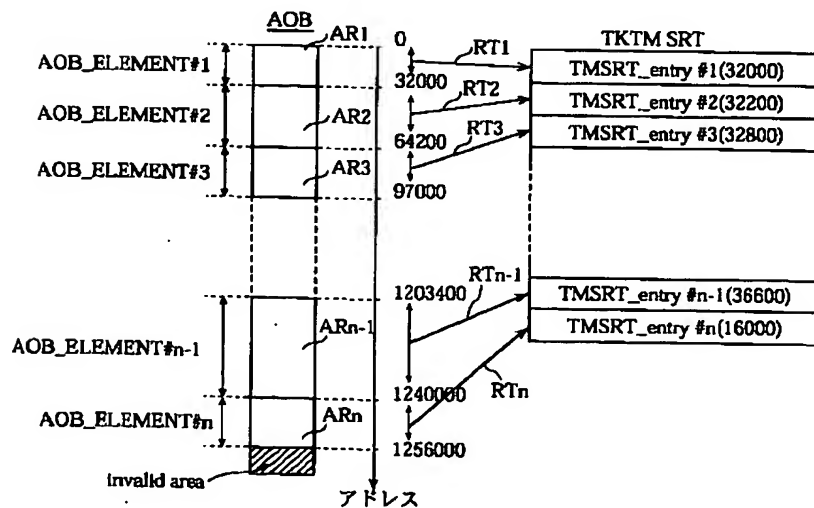 AOB
AR1
0
TKTM SRT
AOB_ELEMENT#1
RT1
TMSRT_entry #1(32000)
32000
AOB_ELEMENT#2
AR2
RT2
TMSRT_entry #2(32200)
64200
RT3
TMSRT_entry #3(32800)
AOB_ELEMENT#3
AR3
97000
1203400
RTn-1
TMSRT_entry #n-1(36600)
TMSRT_entry #n(16000)
AOB_ELEMENT#n-1
ARn-1
1240000
RTn
AOB_ELEMENT#n
ARn
1256000
invalid area
アドレス